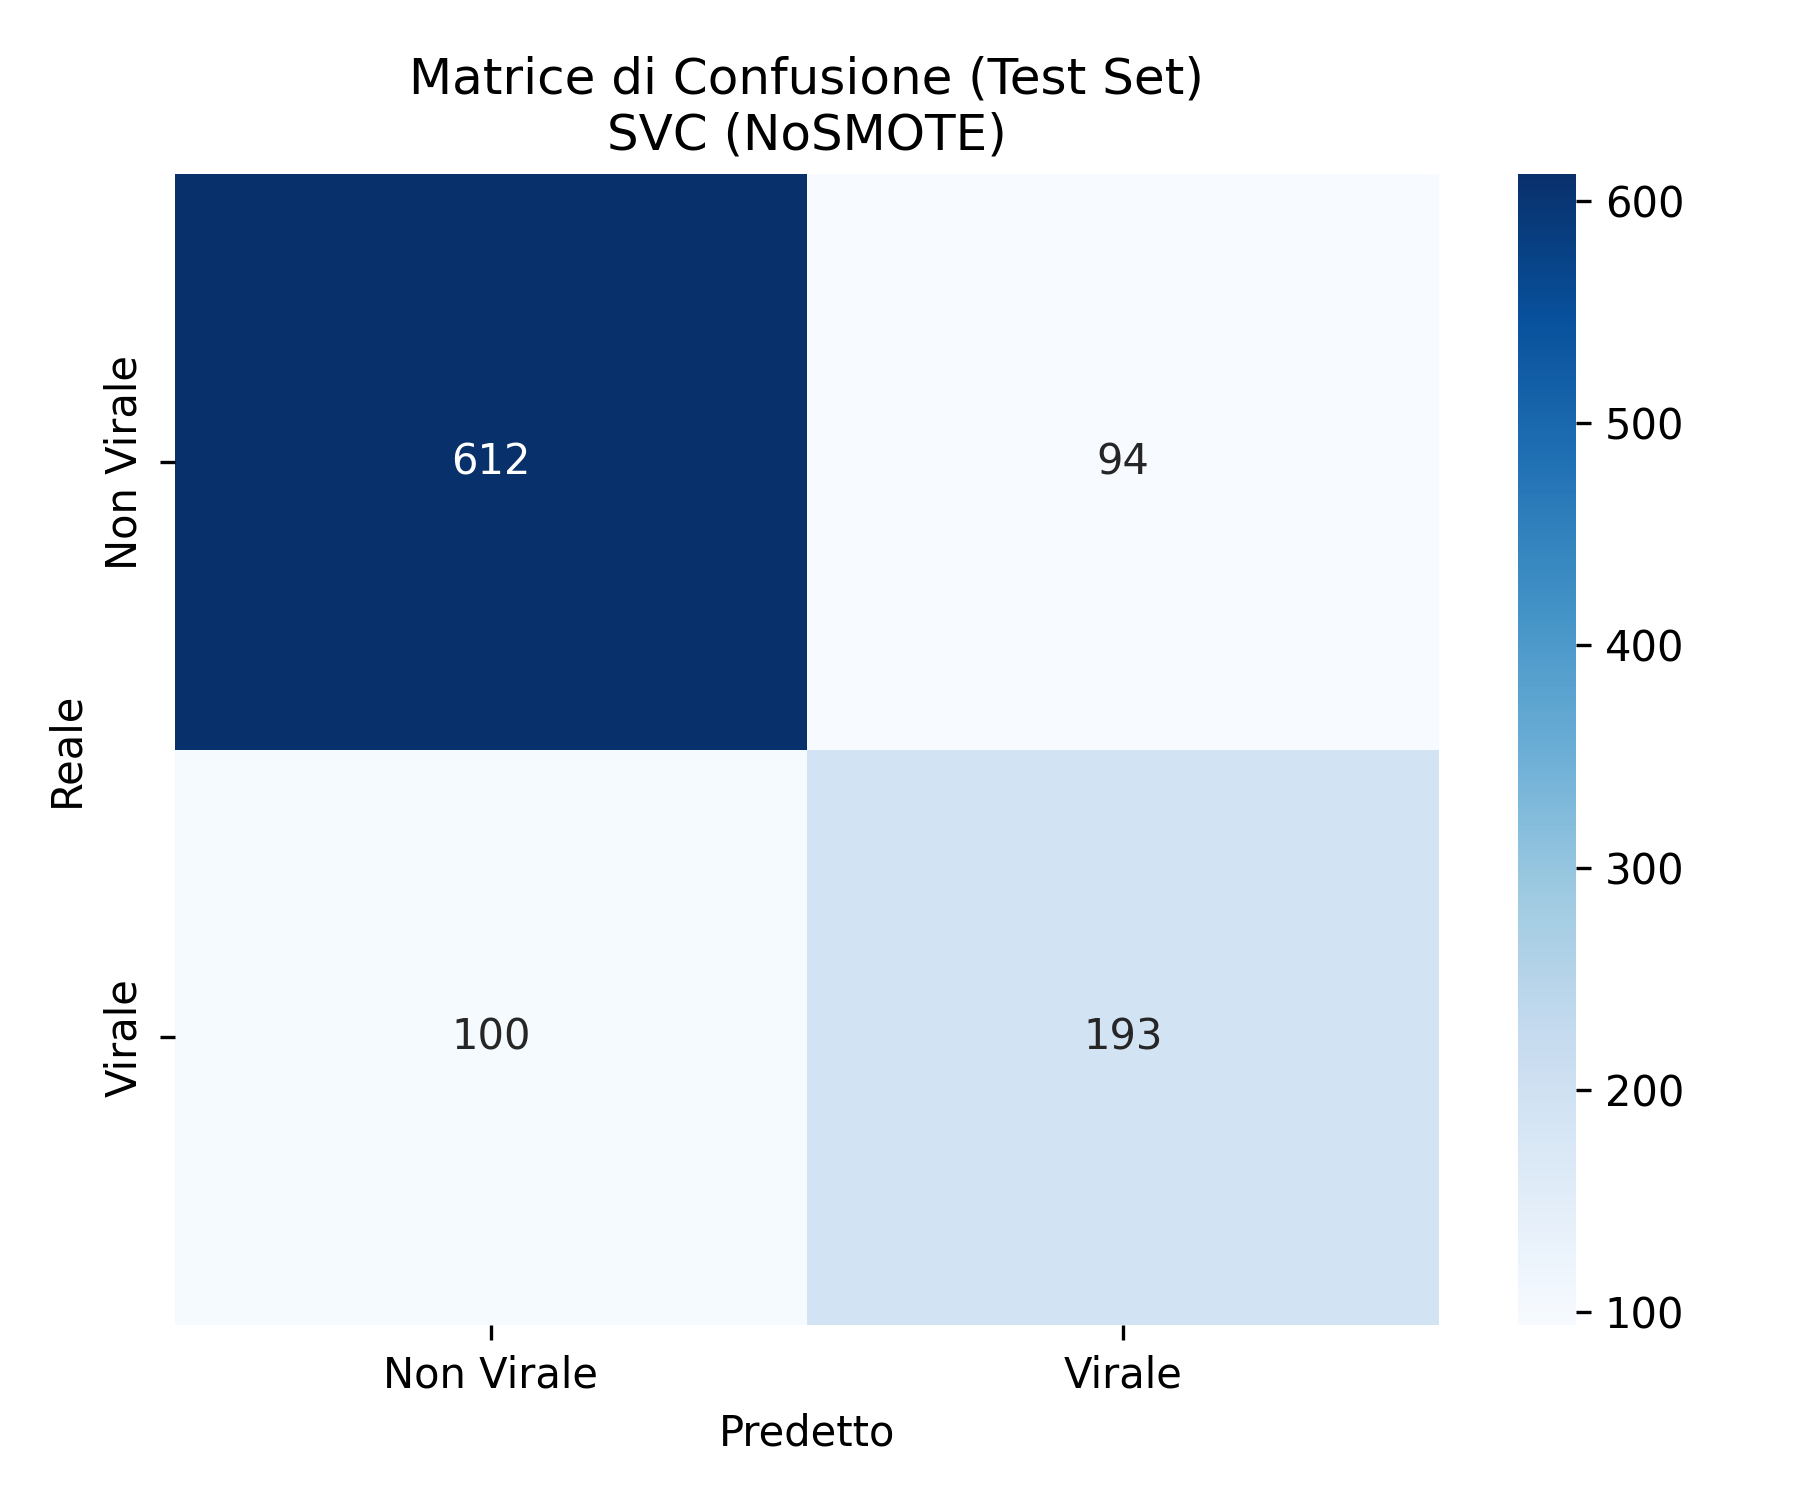 Matrice di Confusione (Test Set)
SVC (NoSMOTE)
Reale
Non Virale
612
94
Virale
100
193
Non Virale
Virale
Predetto
600
500
400
300
200
100